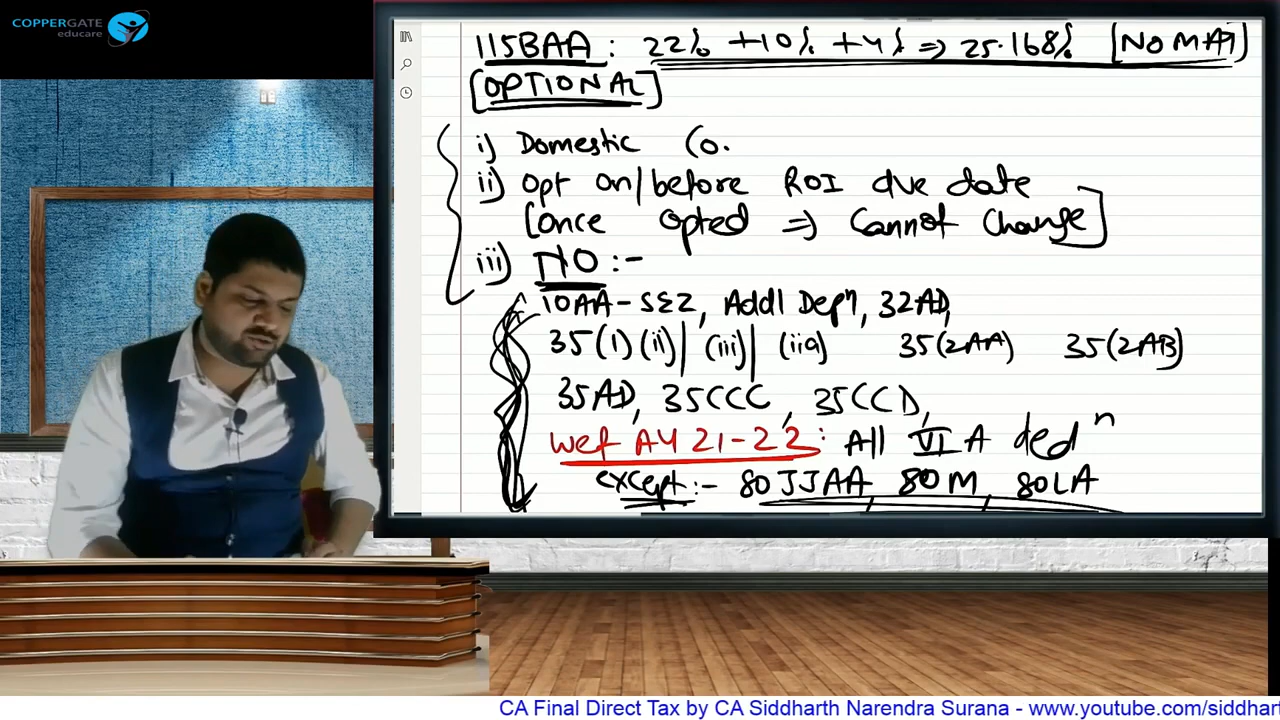 COPPERGATE
educare
115BAA : 22% +10% +4% => 25.168% [NO MAT]
[OPTIONAL]
i) Domestic Co.
ii) Opt on/before ROI due date
[Once Opted => Cannot Change]
iii) NO :-
10AA - SEZ, Addl Depn, 32AD,
35(1)(ii)| (iii)| (iia) 35(2AA) 35(2AB)
35AD, 35CCC, 35CCD,
wef AY 21-22: All VIA dedn
except:- 80JJAA 80M 80LA
CA Final Direct Tax by CA Siddharth Narendra Surana - www.youtube.com/siddhar